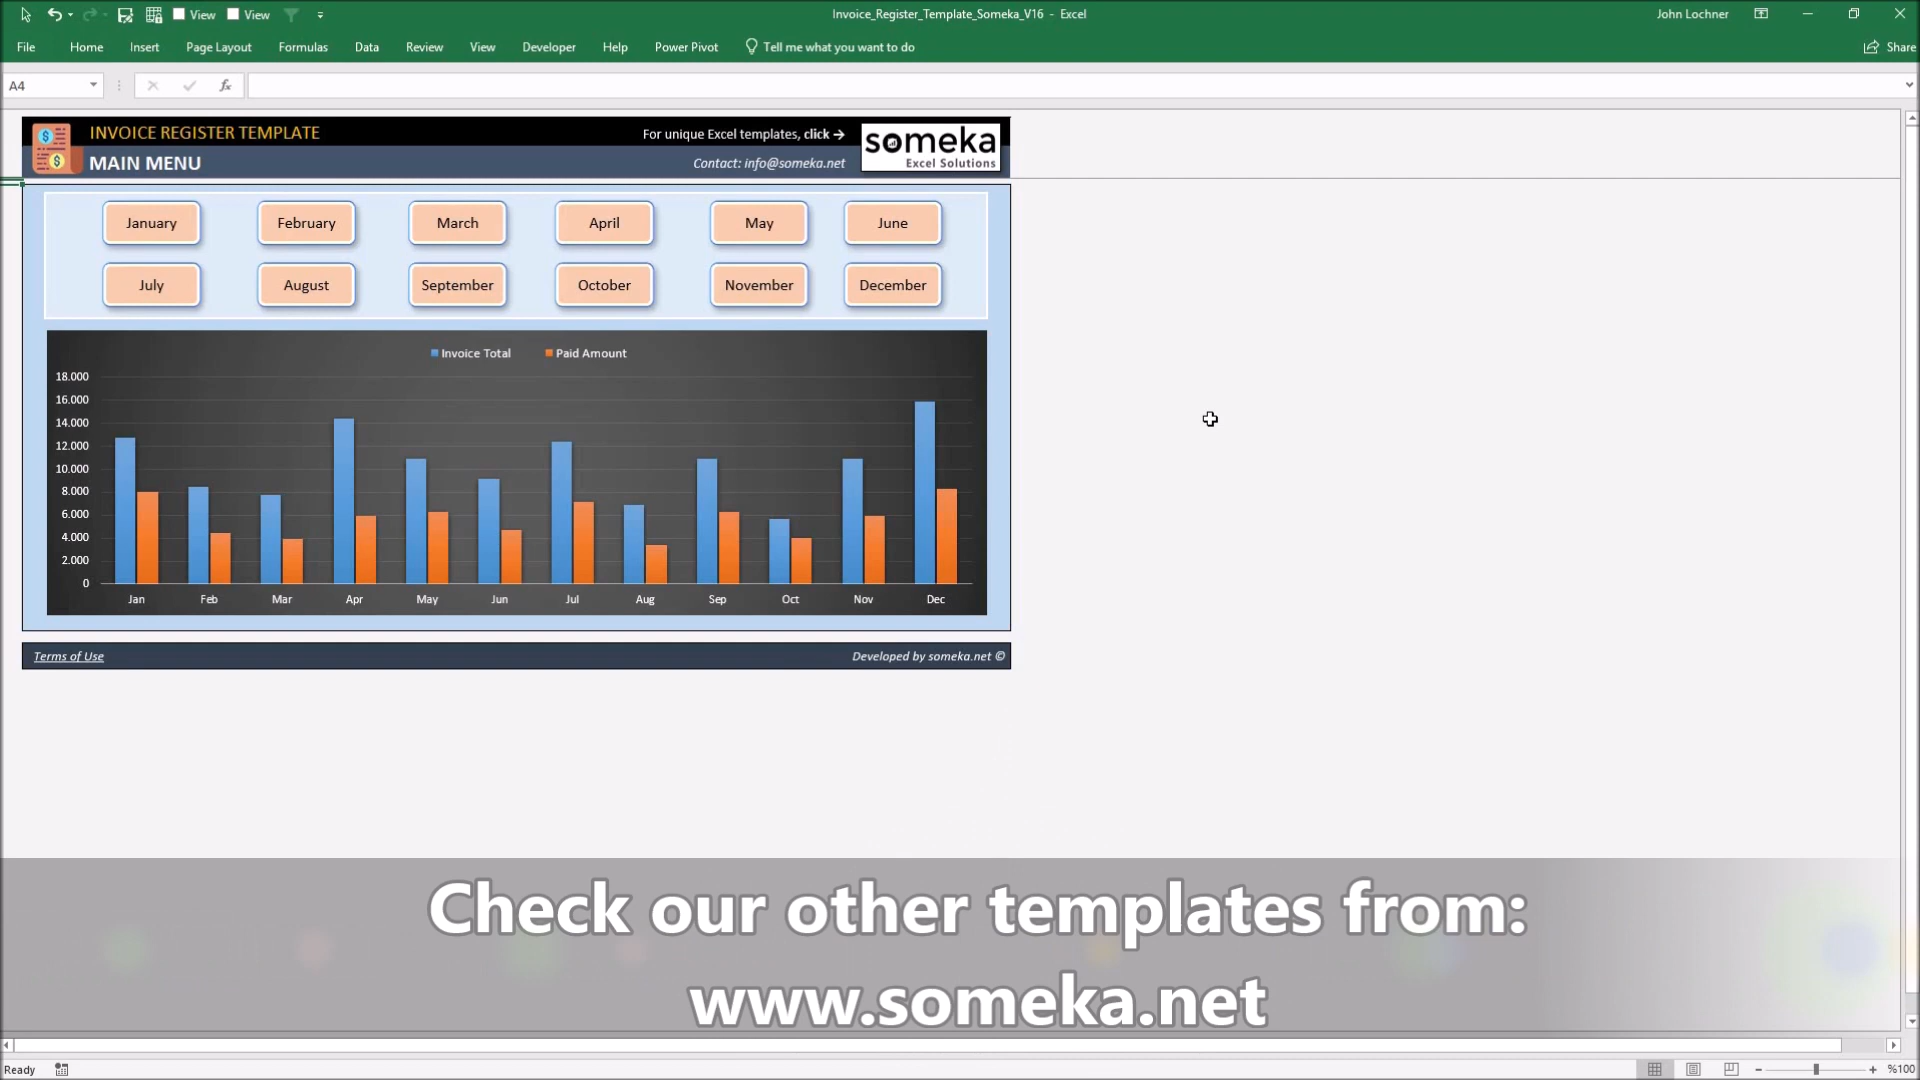 View View Invoice_Register_Template_Someka_V16 - Excel John Lochner
File Home Insert Page Layout Formulas Data Review View Developer Help Power Pivot Tell me what you want to do Share
A4 fx
INVOICE REGISTER TEMPLATE
MAIN MENU
For unique Excel templates, click →
Contact: info@someka.net
someka
Excel Solutions
January February March April May June
July August September October November December
Invoice Total Paid Amount
18.000
16.000
14.000
12.000
10.000
8.000
6.000
4.000
2.000
0
Jan Feb Mar Apr May Jun Jul Aug Sep Oct Nov Dec
Terms of Use Developed by someka.net ©
Check our other templates from:
www.someka.net
Ready %100